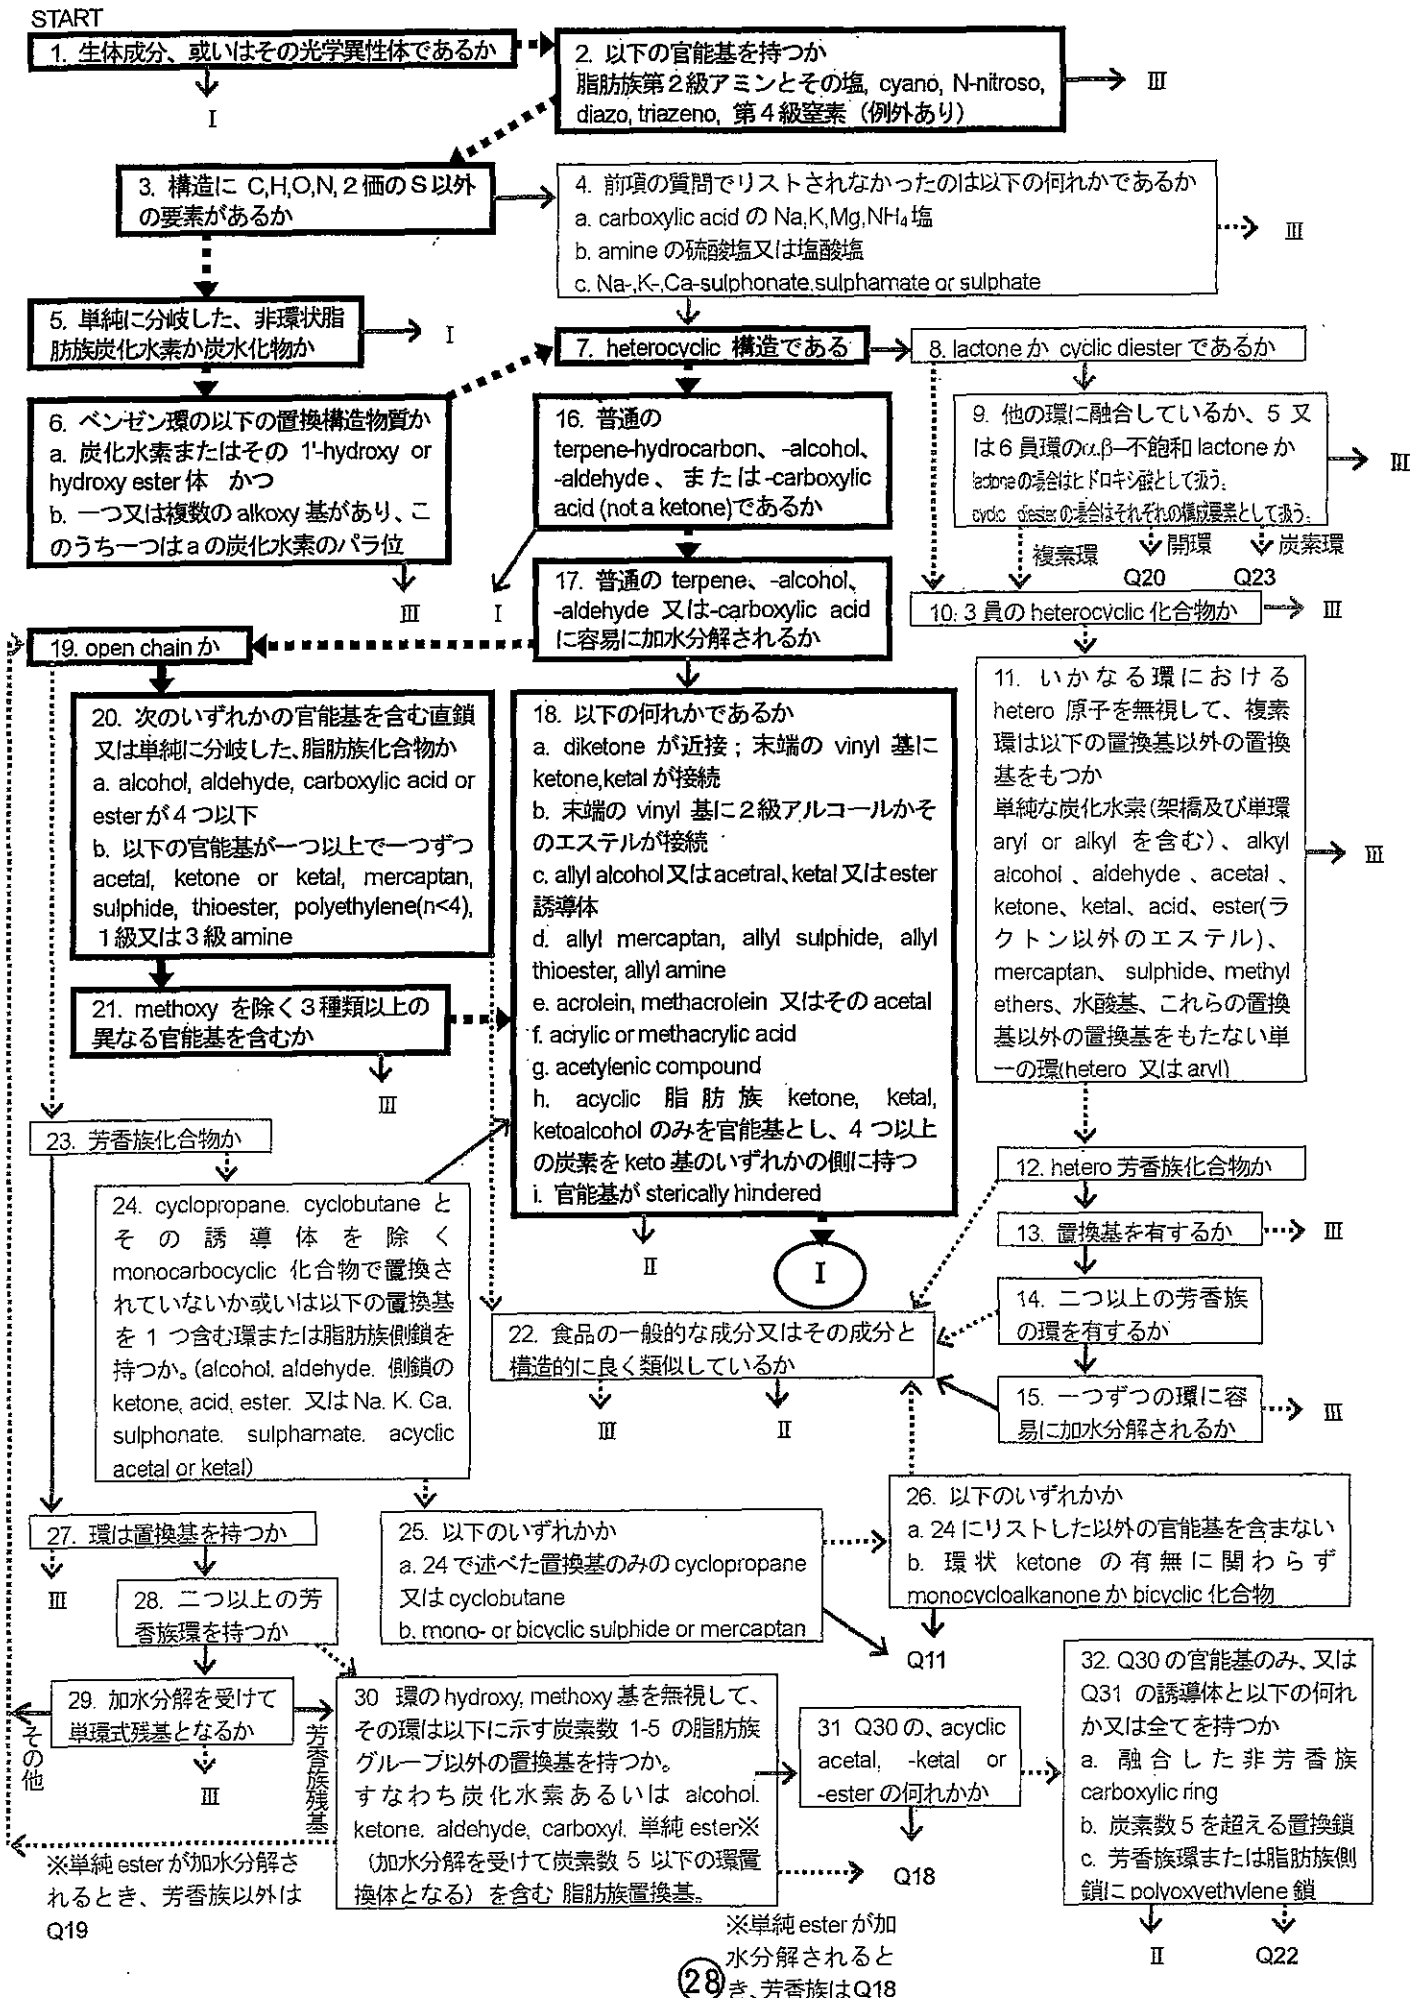 START
1. 生体成分、或いはその光学異性体であるか
I
2. 以下の官能基を持つか
脂肪族第2級アミンとその塩, cyano, N-nitroso,
diazo, triazeno, 第4級窒素（例外あり）
III
3. 構造に C,H,O,N, 2価のS以外
の要素があるか
4. 前項の質問でリストされなかったのは以下の何れかであるか
a. carboxylic acid の Na,K,Mg,NH₄塩
b. amine の硫酸塩又は塩酸塩
c. Na-,K-,Ca-sulphonate,sulphamate or sulphate
III
5. 単純に分岐した、非環状脂
肪族炭化水素か炭水化物か
I
6. ベンゼン環の以下の置換構造物質か
a. 炭化水素またはその 1'-hydroxy or
hydroxy ester 体 かつ
b. 一つ又は複数の alkoxy 基があり、こ
のうち一つは a の炭化水素のパラ位
III
7. heterocyclic 構造である
8. lactone か cyclic diester であるか
9. 他の環に融合しているか、5 又
は 6 員環のα,β−不飽和 lactone か
lactoneの場合はヒドロキシ酸として扱う。
cyclic diesterの場合はそれぞれの構成要素として扱う。
III
複素環
開環
炭素環
Q20
Q23
10. 3 員の heterocyclic 化合物か
III
16. 普通の
terpene-hydrocarbon、-alcohol、
-aldehyde 、または-carboxylic
acid (not a ketone)であるか
I
17. 普通の terpene、-alcohol、
-aldehyde 又は-carboxylic acid
に容易に加水分解されるか
19. open chain か
20. 次のいずれかの官能基を含む直鎖
又は単純に分岐した、脂肪族化合物か
a. alcohol, aldehyde, carboxylic acid or
ester が 4 つ以下
b. 以下の官能基が一つ以上で一つずつ
acetal, ketone or ketal, mercaptan,
sulphide, thioester, polyethylene(n<4),
1級又は3級 amine
21. methoxy を除く3種類以上の
異なる官能基を含むか
III
18. 以下の何れかであるか
a. diketone が近接；末端の vinyl 基に
ketone,ketal が接続
b. 末端の vinyl 基に2級アルコールかそ
のエステルが接続
c. allyl alcohol 又は acetral、ketal 又は ester
誘導体
d. allyl mercaptan, allyl sulphide, allyl
thioester, allyl amine
e. acrolein, methacrolein 又はその acetal
f. acrylic or methacrylic acid
g. acetylenic compound
h. acyclic 脂肪族 ketone, ketal,
ketoalcohol のみを官能基とし、4 つ以上
の炭素を keto 基のいずれかの側に持つ
i. 官能基が sterically hindered
II
I
11. いかなる環における
hetero 原子を無視して、複素
環は以下の置換基以外の置換
基をもつか
単純な炭化水素(架橋及び単環
aryl or alkyl を含む)、alkyl
alcohol 、aldehyde 、acetal 、
ketone、ketal、acid、ester(ラ
クトン以外のエステル)、
mercaptan、 sulphide、methyl
ethers、水酸基、これらの置換
基以外の置換基をもたない単
一の環(hetero 又は aryl)
III
12. hetero 芳香族化合物か
13. 置換基を有するか
III
14. 二つ以上の芳香族
の環を有するか
15. 一つずつの環に容
易に加水分解されるか
III
22. 食品の一般的な成分又はその成分と
構造的に良く類似しているか
III
II
23. 芳香族化合物か
24. cyclopropane. cyclobutane と
その誘導体を除く
monocarbocyclic 化合物で置換さ
れていないか或いは以下の置換基
を 1 つ含む環または脂肪族側鎖を
持つか。(alcohol. aldehyde. 側鎖の
ketone, acid, ester. 又は Na. K. Ca.
sulphonate. sulphamate. acyclic
acetal or ketal)
25. 以下のいずれかか
a. 24 で述べた置換基のみの cyclopropane
又は cyclobutane
b. mono- or bicyclic sulphide or mercaptan
26. 以下のいずれかか
a. 24 にリストした以外の官能基を含まない
b. 環状 ketone の有無に関わらず
monocycloalkanone か bicyclic 化合物
Q11
27. 環は置換基を持つか
III
28. 二つ以上の芳
香族環を持つか
29. 加水分解を受けて
単環式残基となるか
その他
芳香族残基
III
※単純 ester が加水分解さ
れるとき、芳香族以外は
Q19
30 環の hydroxy, methoxy 基を無視して、
その環は以下に示す炭素数 1-5 の脂肪族
グループ以外の置換基を持つか。
すなわち炭化水素あるいは alcohol.
ketone. aldehyde, carboxyl. 単純 ester※
（加水分解を受けて炭素数 5 以下の環置
換体となる）を含む 脂肪族置換基。
31 Q30 の、acyclic
acetal, -ketal or
-ester の何れかか
Q18
※単純 ester が加
水分解されると
き、芳香族はQ18
32. Q30 の官能基のみ、又は
Q31 の誘導体と以下の何れ
か又は全てを持つか
a. 融合した非芳香族
carboxylic ring
b. 炭素数 5 を超える置換鎖
c. 芳香族環または脂肪族側
鎖に polyoxyethylene 鎖
II
Q22
28